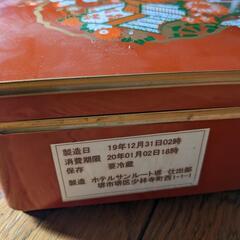 製造日 19年12月31日02時
消費期限 20年01月02日16時
保存 要冷蔵
製造 ホテルサンルート堺 仕出部
堺市堺区少林寺町西1-1-1